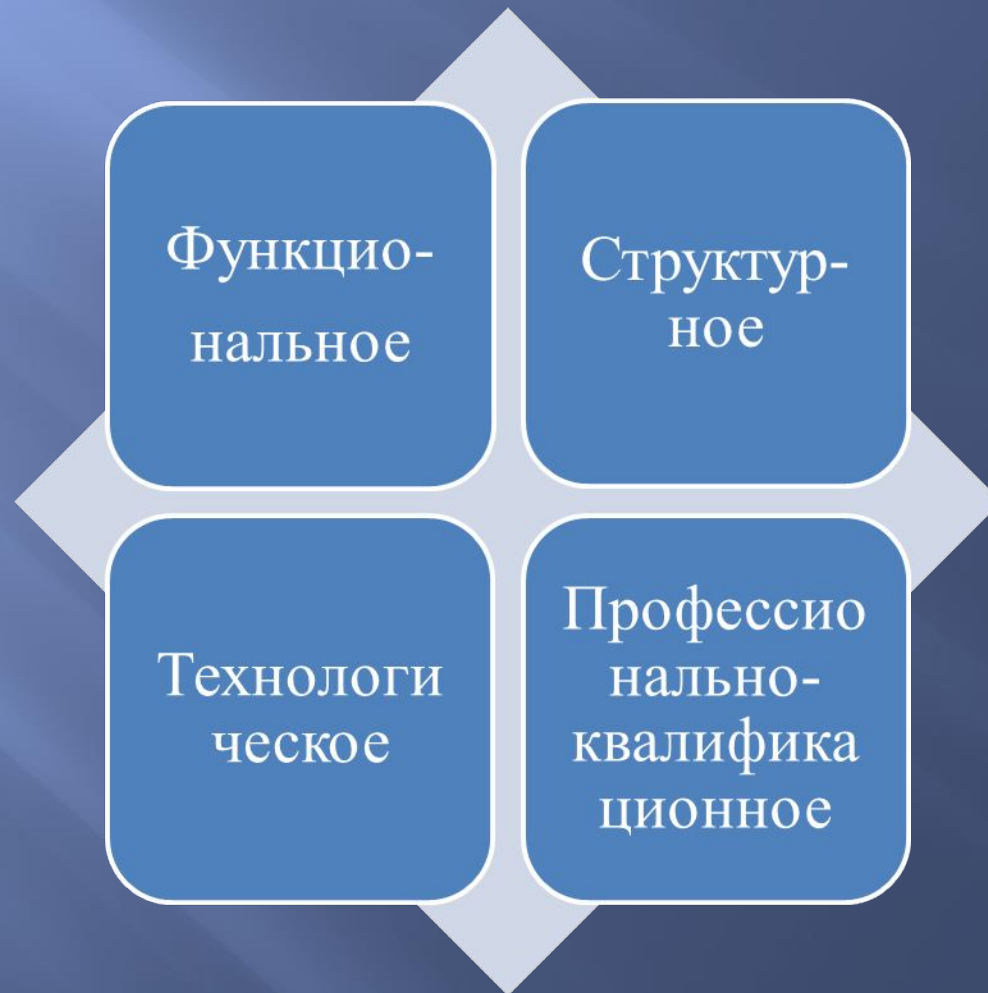 Функцио-
нальное
Структур-
ное
Технологи
ческое
Профессио
нально-
квалифика
ционное